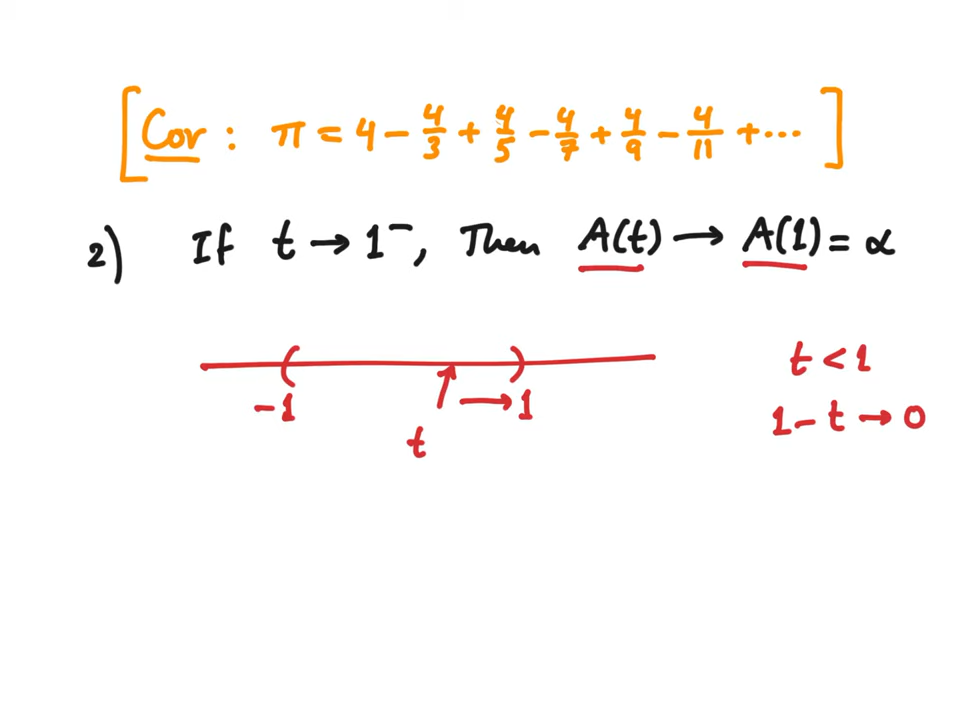 [Cor : π = 4 - 4/3 + 4/5 - 4/7 + 4/9 - 4/11 + ···]
2) If t → 1⁻, Then A(t) → A(1) = α
t < 1
-1 → 1
1 - t → 0
t